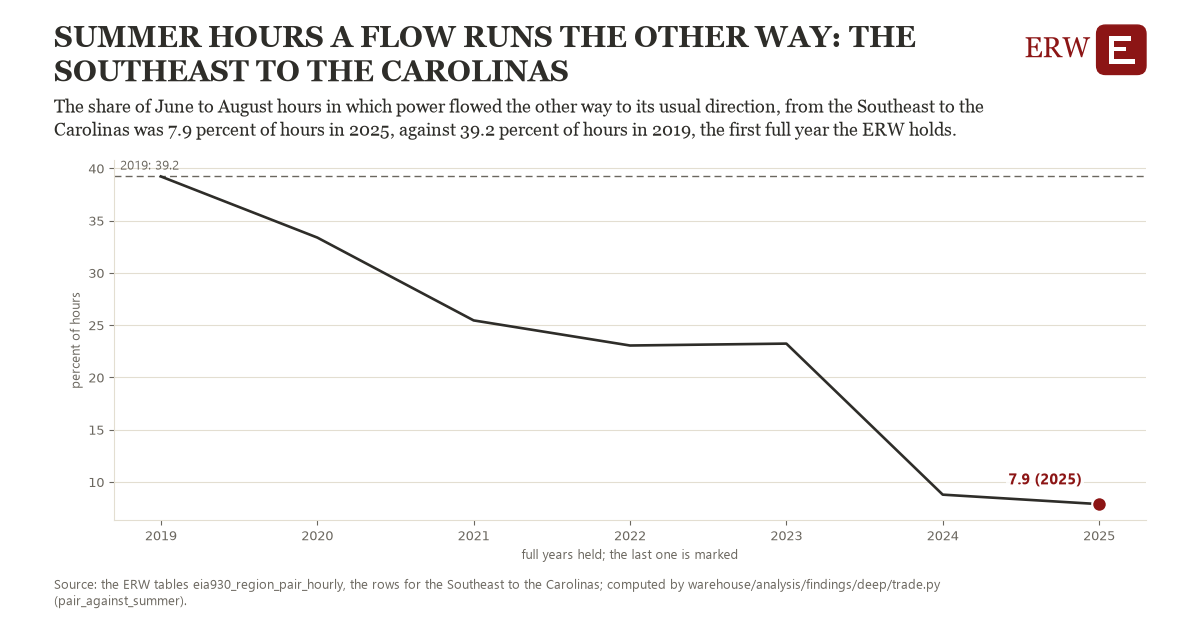 SUMMER HOURS A FLOW RUNS THE OTHER WAY: THE
SOUTHEAST TO THE CAROLINAS
ERW E
The share of June to August hours in which power flowed the other way to its usual direction, from the Southeast to the
Carolinas was 7.9 percent of hours in 2025, against 39.2 percent of hours in 2019, the first full year the ERW holds.
2019: 39.2
40
35
30
25
20
15
10
percent of hours
7.9 (2025)
2019 2020 2021 2022 2023 2024 2025
full years held; the last one is marked
Source: the ERW tables eia930_region_pair_hourly, the rows for the Southeast to the Carolinas; computed by warehouse/analysis/findings/deep/trade.py
(pair_against_summer).